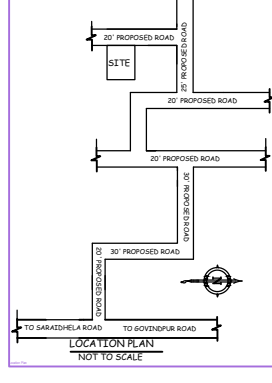 25' PROPOSED ROAD
20' PROPOSED ROAD
SITE
20' PROPOSED ROAD
20' PROPOSED ROAD
30' PROPOSED ROAD
30' PROPOSED ROAD
20' PROPOSED ROAD
N
TO SARAIDHELA ROAD
TO GOVINDPUR ROAD
LOCATION PLAN
NOT TO SCALE